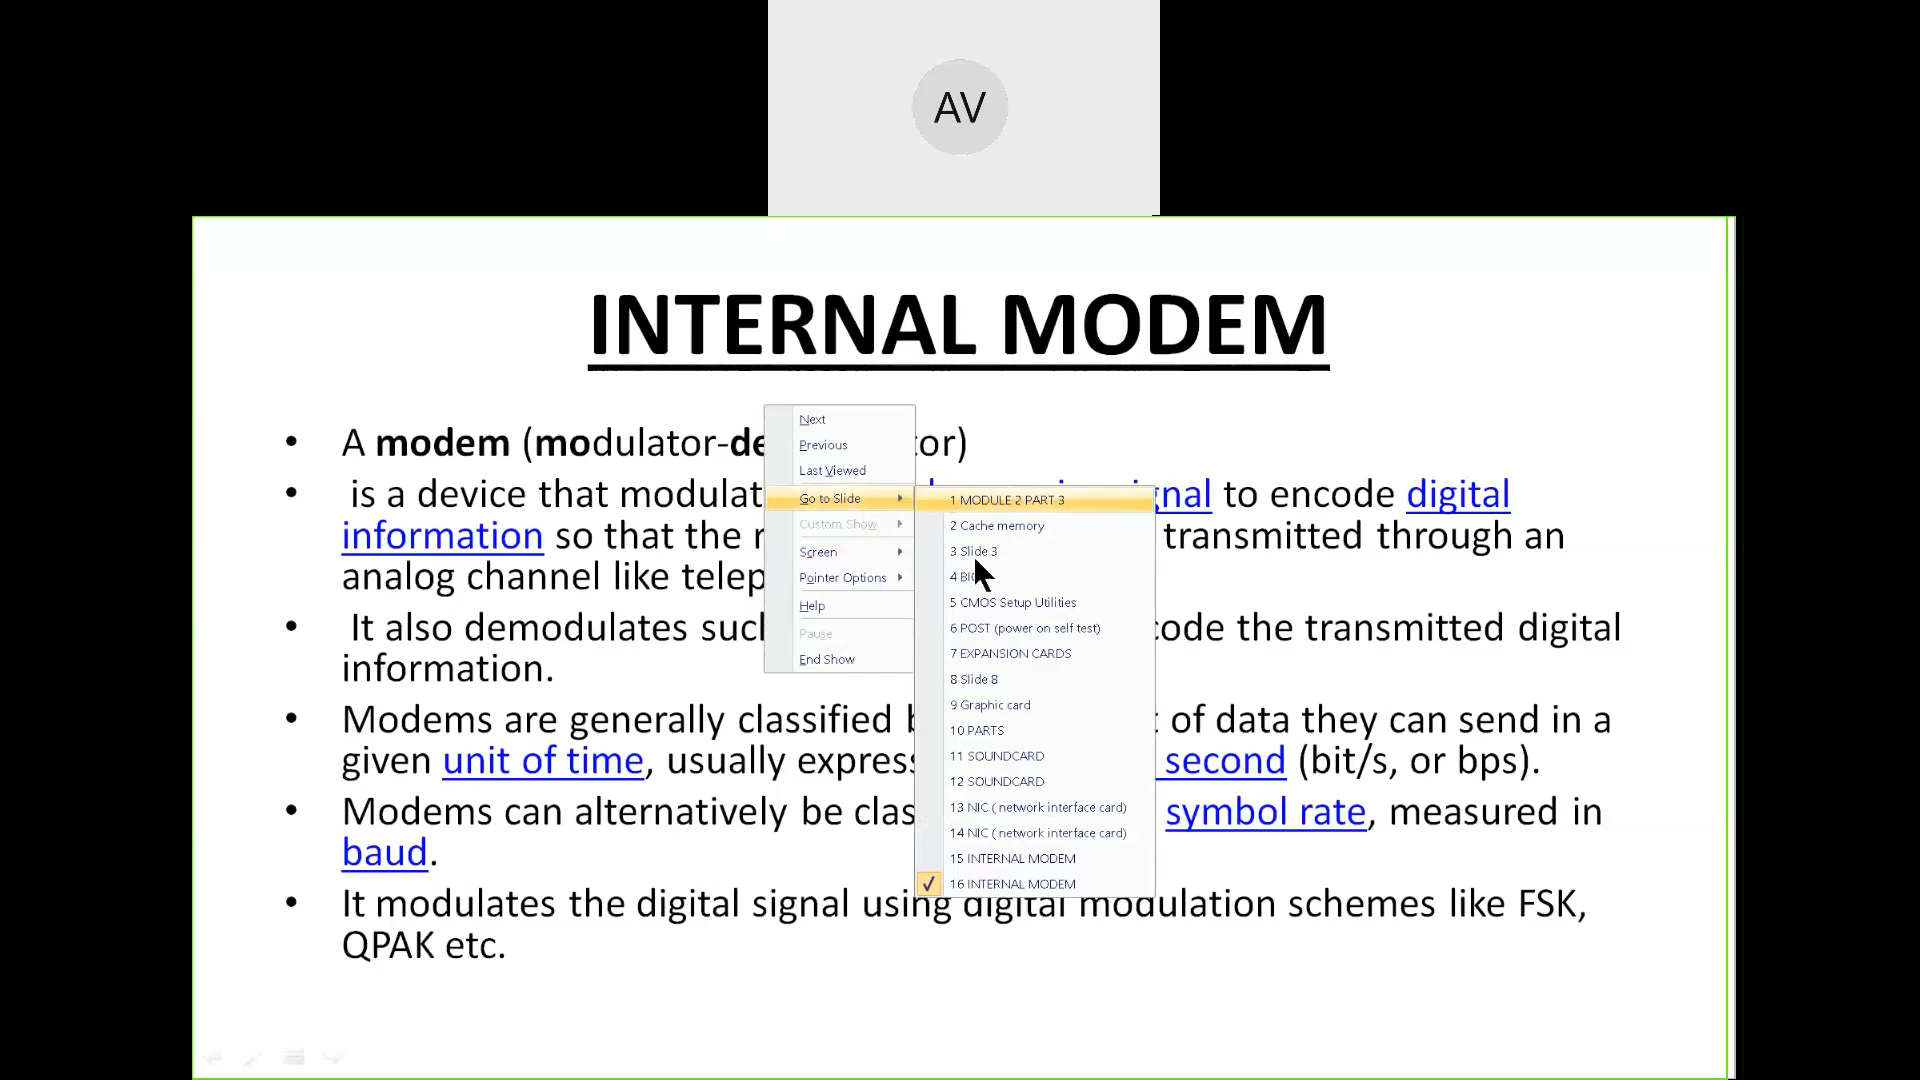 AV
INTERNAL MODEM
• A modem (modulator-de tor)
• is a device that modulat gnal to encode digital
information so that the transmitted through an
analog channel like telep
• It also demodulates suc code the transmitted digital
information.
• Modems are generally classified of data they can send in a
given unit of time, usually express second (bit/s, or bps).
• Modems can alternatively be clas symbol rate, measured in
baud.
• It modulates the digital signal using digital modulation schemes like FSK,
QPAK etc.
Next
Previous
Last Viewed
Go to Slide
Custom Show
Screen
Pointer Options
Help
Pause
End Show
1 MODULE 2 PART 3
2 Cache memory
3 Slide 3
4 BI
5 CMOS Setup Utilities
6 POST (power on self test)
7 EXPANSION CARDS
8 Slide 8
9 Graphic card
10 PARTS
11 SOUNDCARD
12 SOUNDCARD
13 NIC ( network interface card)
14 NIC ( network interface card)
15 INTERNAL MODEM
16 INTERNAL MODEM